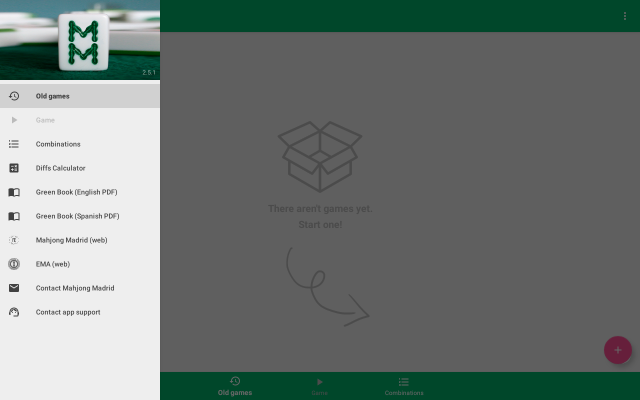 2.5.1
Old games
Game
Combinations
Diffs Calculator
Green Book (English PDF)
Green Book (Spanish PDF)
Mahjong Madrid (web)
EMA (web)
Contact Mahjong Madrid
Contact app support
There aren't games yet.
Start one!
Old games
Game
Combinations